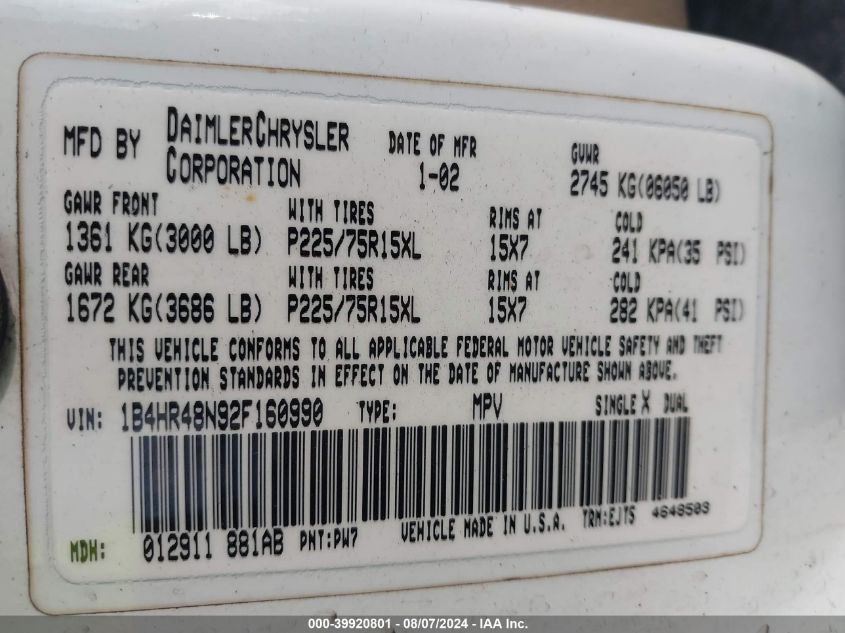 MFD BY DAIMLERCHRYSLER CORPORATION DATE OF MFR 1-02 GVWR 2745 KG(06050 LB)
GAWR FRONT WITH TIRES RIMS AT COLD
1361 KG(3000 LB) P225/75R15XL 15X7 241 KPA(35 PSI)
GAWR REAR WITH TIRES RIMS AT COLD
1672 KG(3686 LB) P225/75R15XL 15X7 282 KPA(41 PSI)
THIS VEHICLE CONFORMS TO ALL APPLICABLE FEDERAL MOTOR VEHICLE SAFETY AND THEFT
PREVENTION STANDARDS IN EFFECT ON THE DATE OF MANUFACTURE SHOWN ABOVE.
VIN: 1B4HR48N92F160990 TYPE: MPV SINGLE X DUAL
MDH: 012911 881AB PNT:PW7 VEHICLE MADE IN U.S.A. TRM:EJT5 4648503
000-39920801 - 08/07/2024 - IAA Inc.